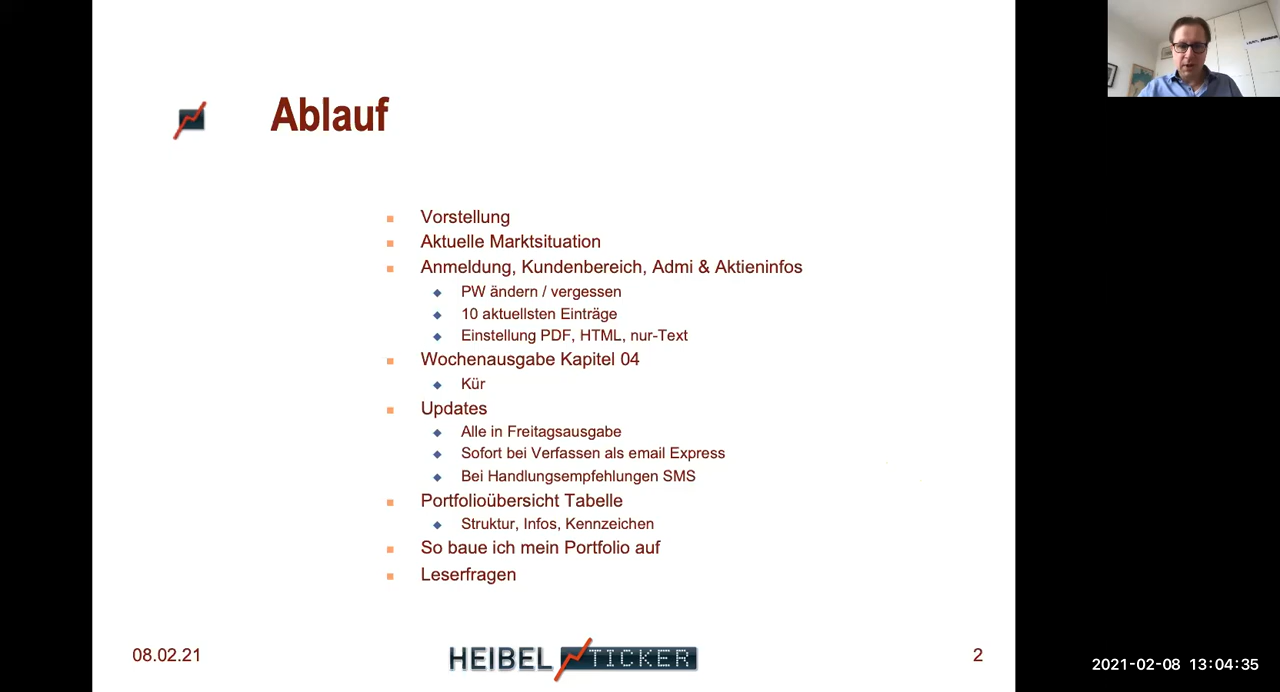 Ablauf
Vorstellung
Aktuelle Marktsituation
Anmeldung, Kundenbereich, Admi & Aktieninfos
PW ändern / vergessen
10 aktuellsten Einträge
Einstellung PDF, HTML, nur-Text
Wochenausgabe Kapitel 04
Kür
Updates
Alle in Freitagsausgabe
Sofort bei Verfassen als email Express
Bei Handlungsempfehlungen SMS
Portfolioübersicht Tabelle
Struktur, Infos, Kennzeichen
So baue ich mein Portfolio auf
Leserfragen
08.02.21
HEIBEL TICKER
2
2021-02-08 13:04:35